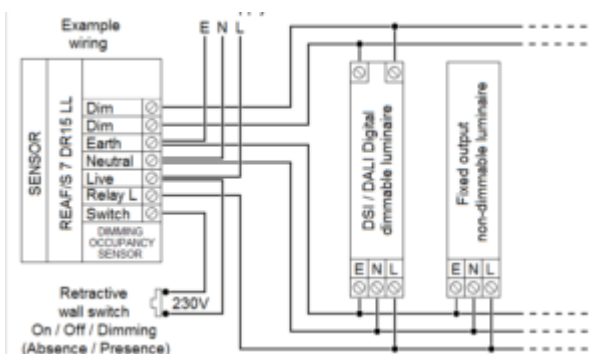 Example
wiring
E N L
SENSOR
REAF/S 7 DR15 LL
Dim
Dim
Earth
Neutral
Live
Relay L
Switch
DIMMING
OCCUPANCY
SENSOR
Retractive
wall switch
On / Off / Dimming
(Absence / Presence)
230V
DSI / DALI Digital
dimmable luminaire
E N L
Fixed output
non-dimmable luminaire
E N L